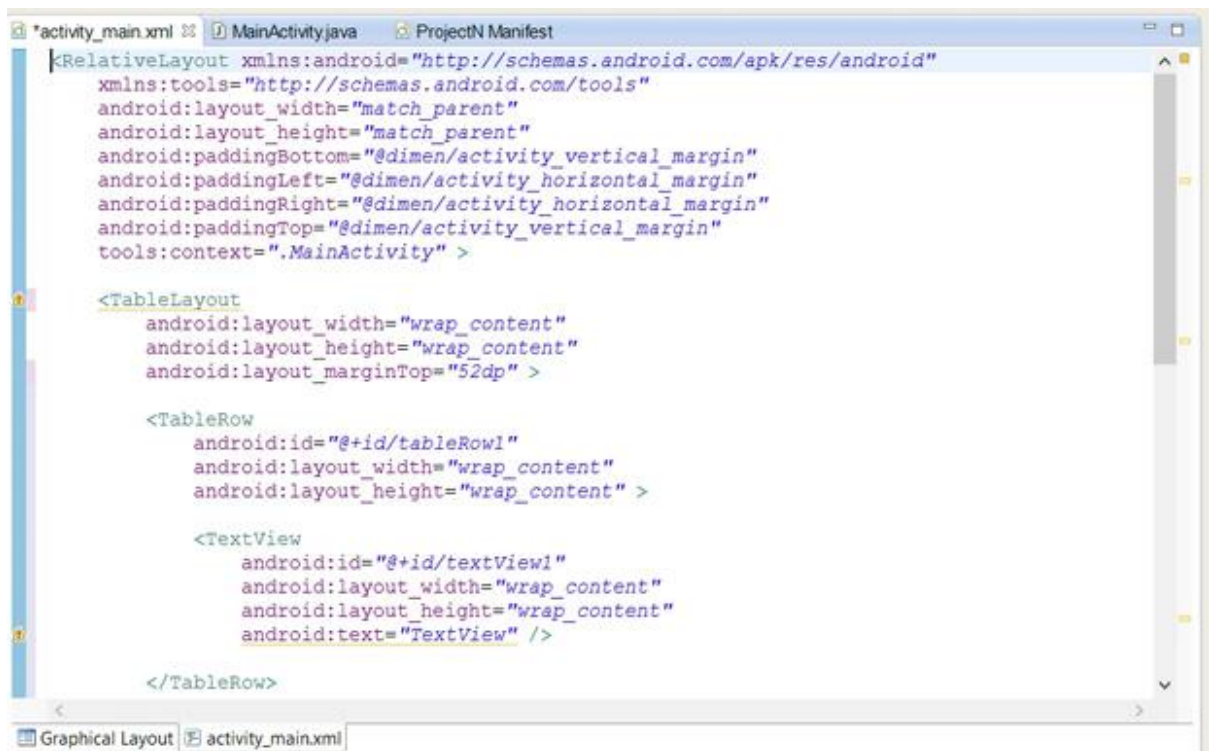 *activity_main.xml MainActivity.java ProjectN Manifest
<RelativeLayout xmlns:android="http://schemas.android.com/apk/res/android"
xmlns:tools="http://schemas.android.com/tools"
android:layout_width="match_parent"
android:layout_height="match_parent"
android:paddingBottom="@dimen/activity_vertical_margin"
android:paddingLeft="@dimen/activity_horizontal_margin"
android:paddingRight="@dimen/activity_horizontal_margin"
android:paddingTop="@dimen/activity_vertical_margin"
tools:context=".MainActivity" >
<TableLayout
android:layout_width="wrap_content"
android:layout_height="wrap_content"
android:layout_marginTop="52dp" >
<TableRow
android:id="@+id/tableRow1"
android:layout_width="wrap_content"
android:layout_height="wrap_content" >
<TextView
android:id="@+id/textView1"
android:layout_width="wrap_content"
android:layout_height="wrap_content"
android:text="TextView" />
</TableRow>
Graphical Layout activity_main.xml